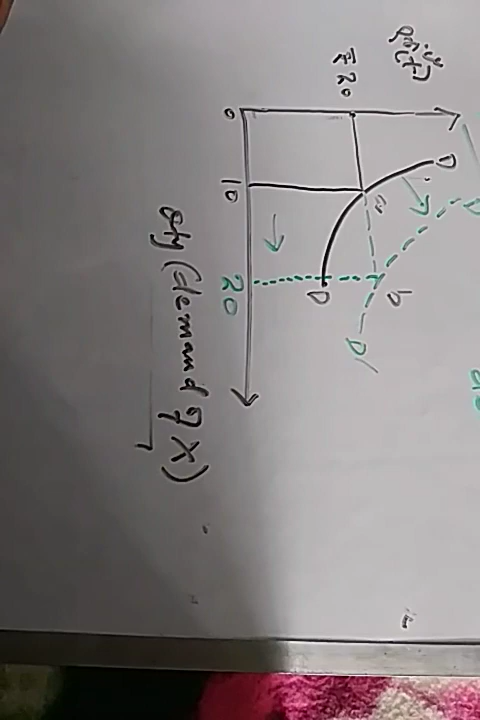 Price
(₹)
D
D'
₹20
a
b
D
D'
0
10
20
Qty (demand of X)